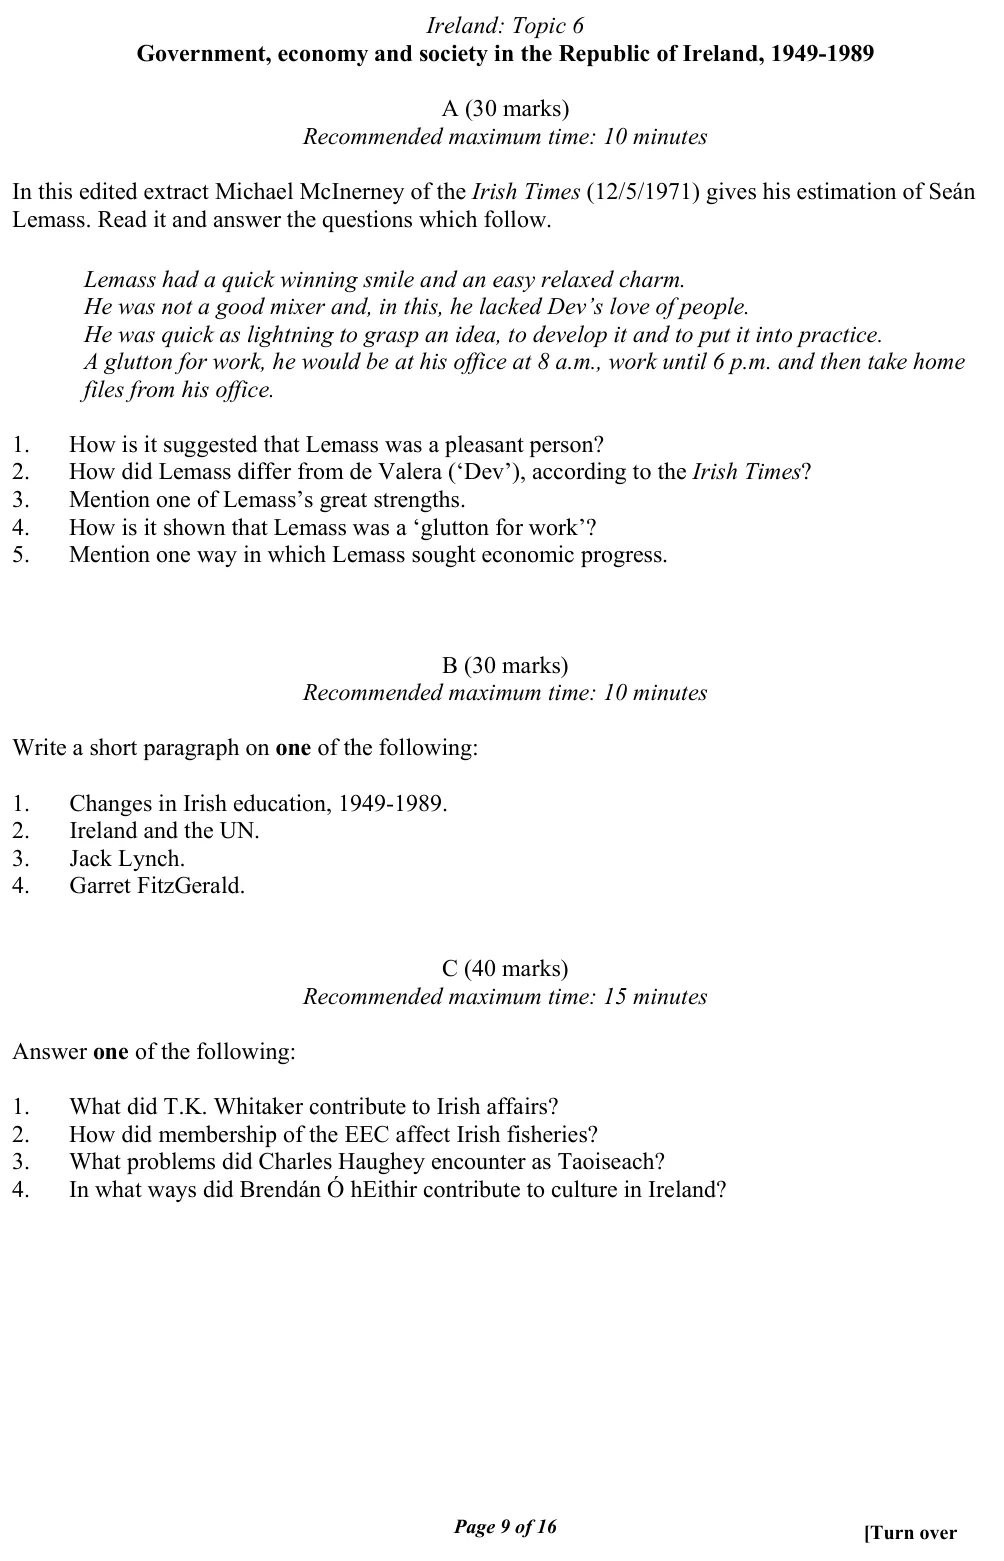 Ireland: Topic 6
Government, economy and society in the Republic of Ireland, 1949-1989
A (30 marks)
Recommended maximum time: 10 minutes
In this edited extract Michael McInerney of the Irish Times (12/5/1971) gives his estimation of Seán
Lemass. Read it and answer the questions which follow.
Lemass had a quick winning smile and an easy relaxed charm.
He was not a good mixer and, in this, he lacked Dev’s love of people.
He was quick as lightning to grasp an idea, to develop it and to put it into practice.
A glutton for work, he would be at his office at 8 a.m., work until 6 p.m. and then take home
files from his office.
1. How is it suggested that Lemass was a pleasant person?
2. How did Lemass differ from de Valera (‘Dev’), according to the Irish Times?
3. Mention one of Lemass’s great strengths.
4. How is it shown that Lemass was a ‘glutton for work’?
5. Mention one way in which Lemass sought economic progress.
B (30 marks)
Recommended maximum time: 10 minutes
Write a short paragraph on one of the following:
1. Changes in Irish education, 1949-1989.
2. Ireland and the UN.
3. Jack Lynch.
4. Garret FitzGerald.
C (40 marks)
Recommended maximum time: 15 minutes
Answer one of the following:
1. What did T.K. Whitaker contribute to Irish affairs?
2. How did membership of the EEC affect Irish fisheries?
3. What problems did Charles Haughey encounter as Taoiseach?
4. In what ways did Brendán Ó hEithir contribute to culture in Ireland?
Page 9 of 16
[Turn over